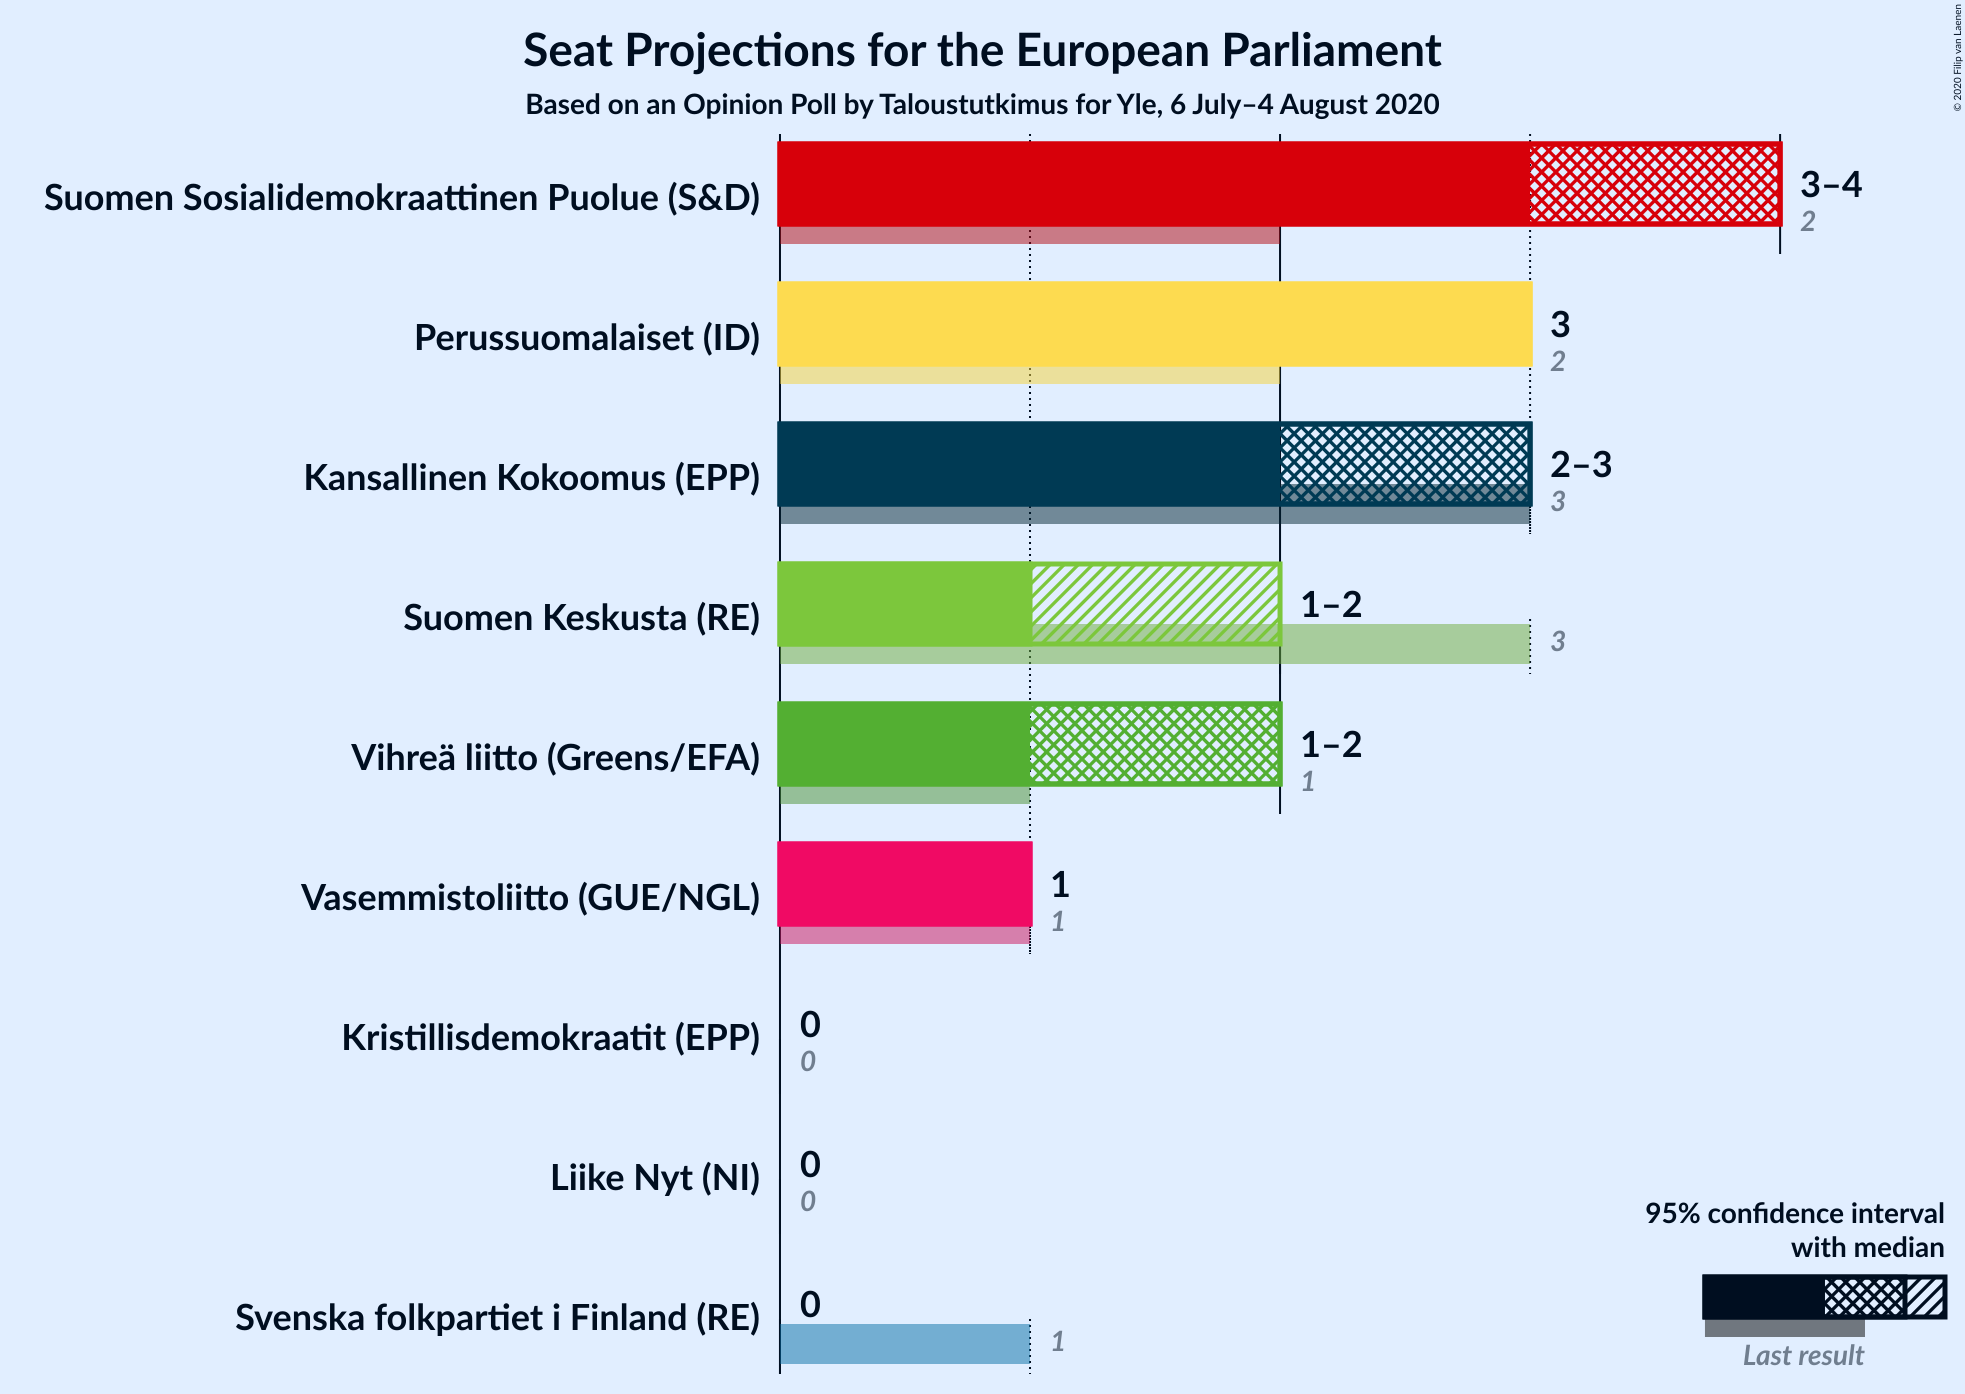 Seat Projections for the European Parliament
Based on an Opinion Poll by Taloustutkimus for Yle, 6 July–4 August 2020
© 2020 Filip van Laenen
Suomen Sosialidemokraattinen Puolue (S&D)
3–4
2
Perussuomalaiset (ID)
3
2
Kansallinen Kokoomus (EPP)
2–3
3
Suomen Keskusta (RE)
1–2
3
Vihreä liitto (Greens/EFA)
1–2
1
Vasemmistoliitto (GUE/NGL)
1
1
Kristillisdemokraatit (EPP)
0
0
Liike Nyt (NI)
0
0
Svenska folkpartiet i Finland (RE)
0
1
95% confidence interval
with median
Last result